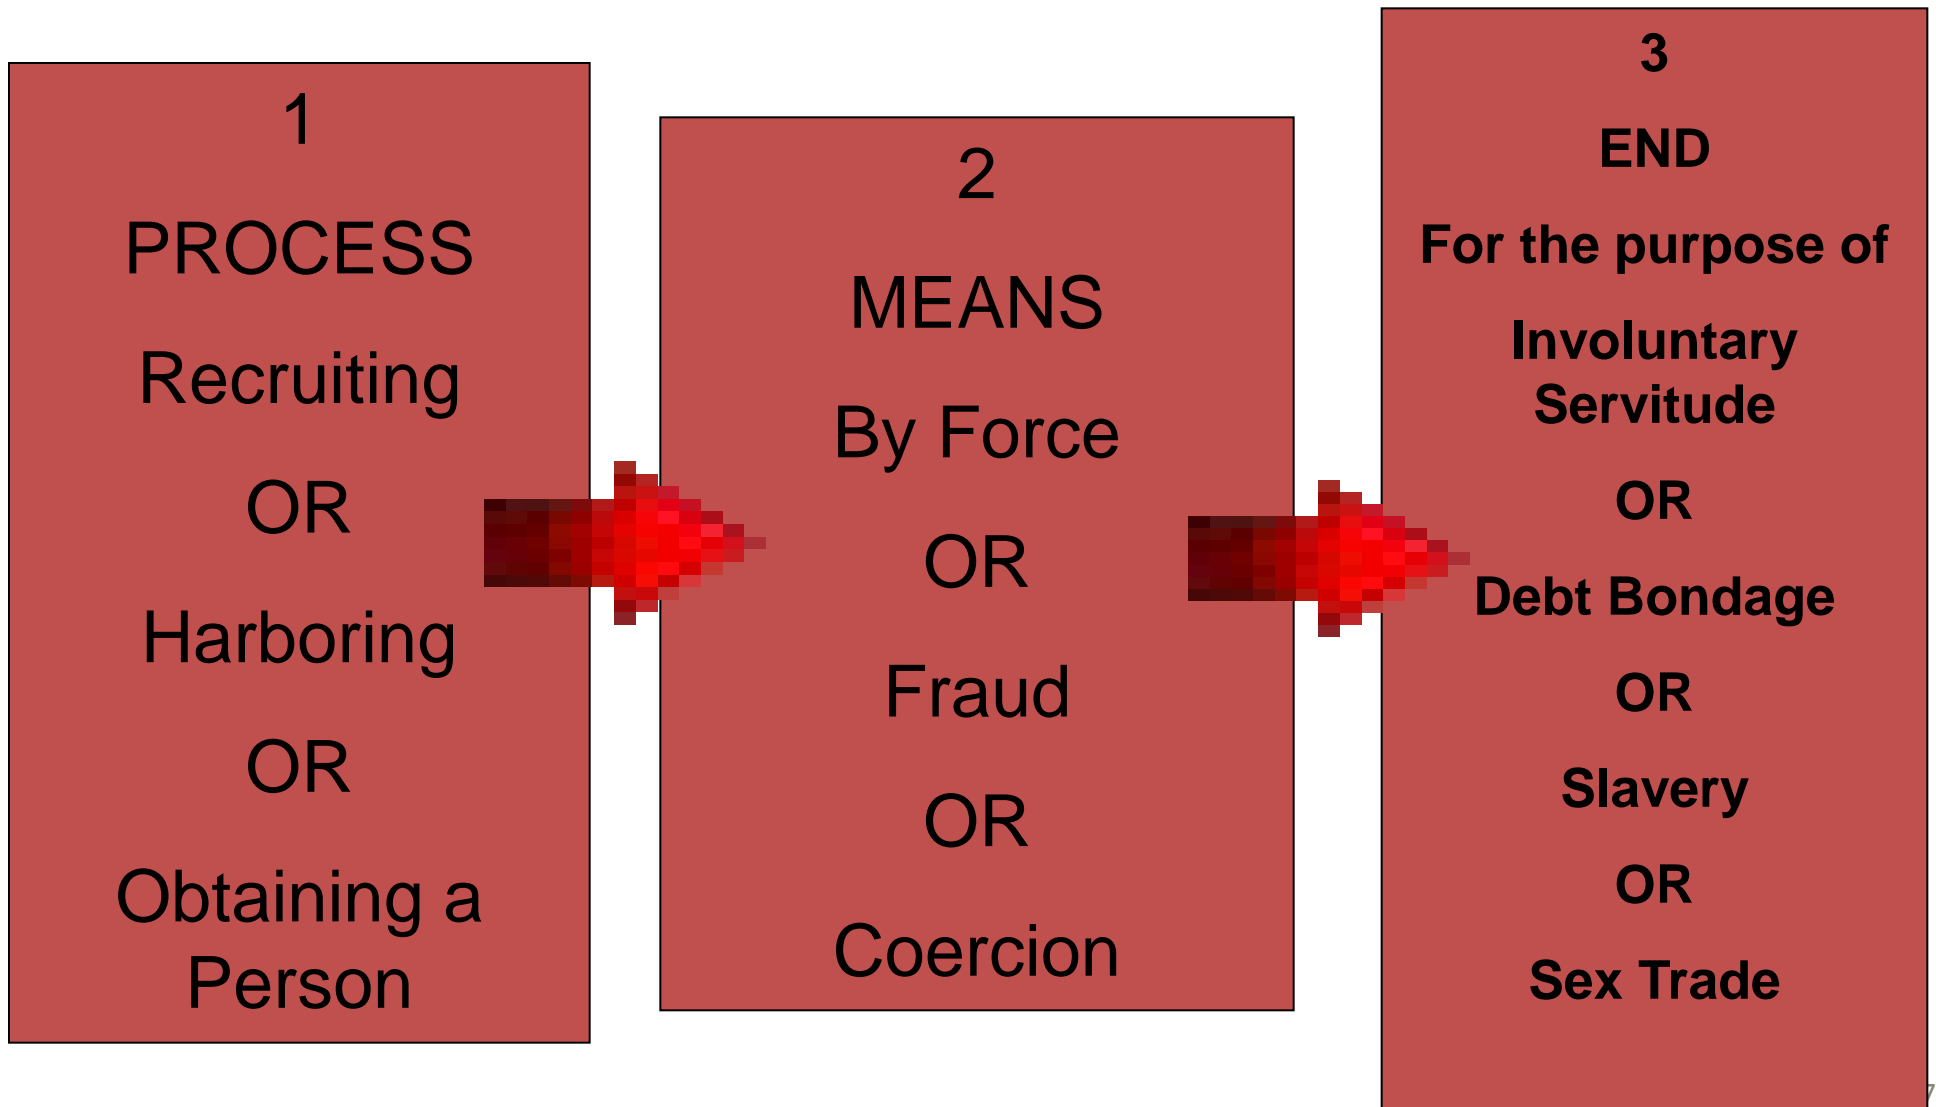 1
PROCESS
Recruiting
OR
Harboring
OR
Obtaining a
Person
2
MEANS
By Force
OR
Fraud
OR
Coercion
3
END
For the purpose of
Involuntary
Servitude
OR
Debt Bondage
OR
Slavery
OR
Sex Trade
7